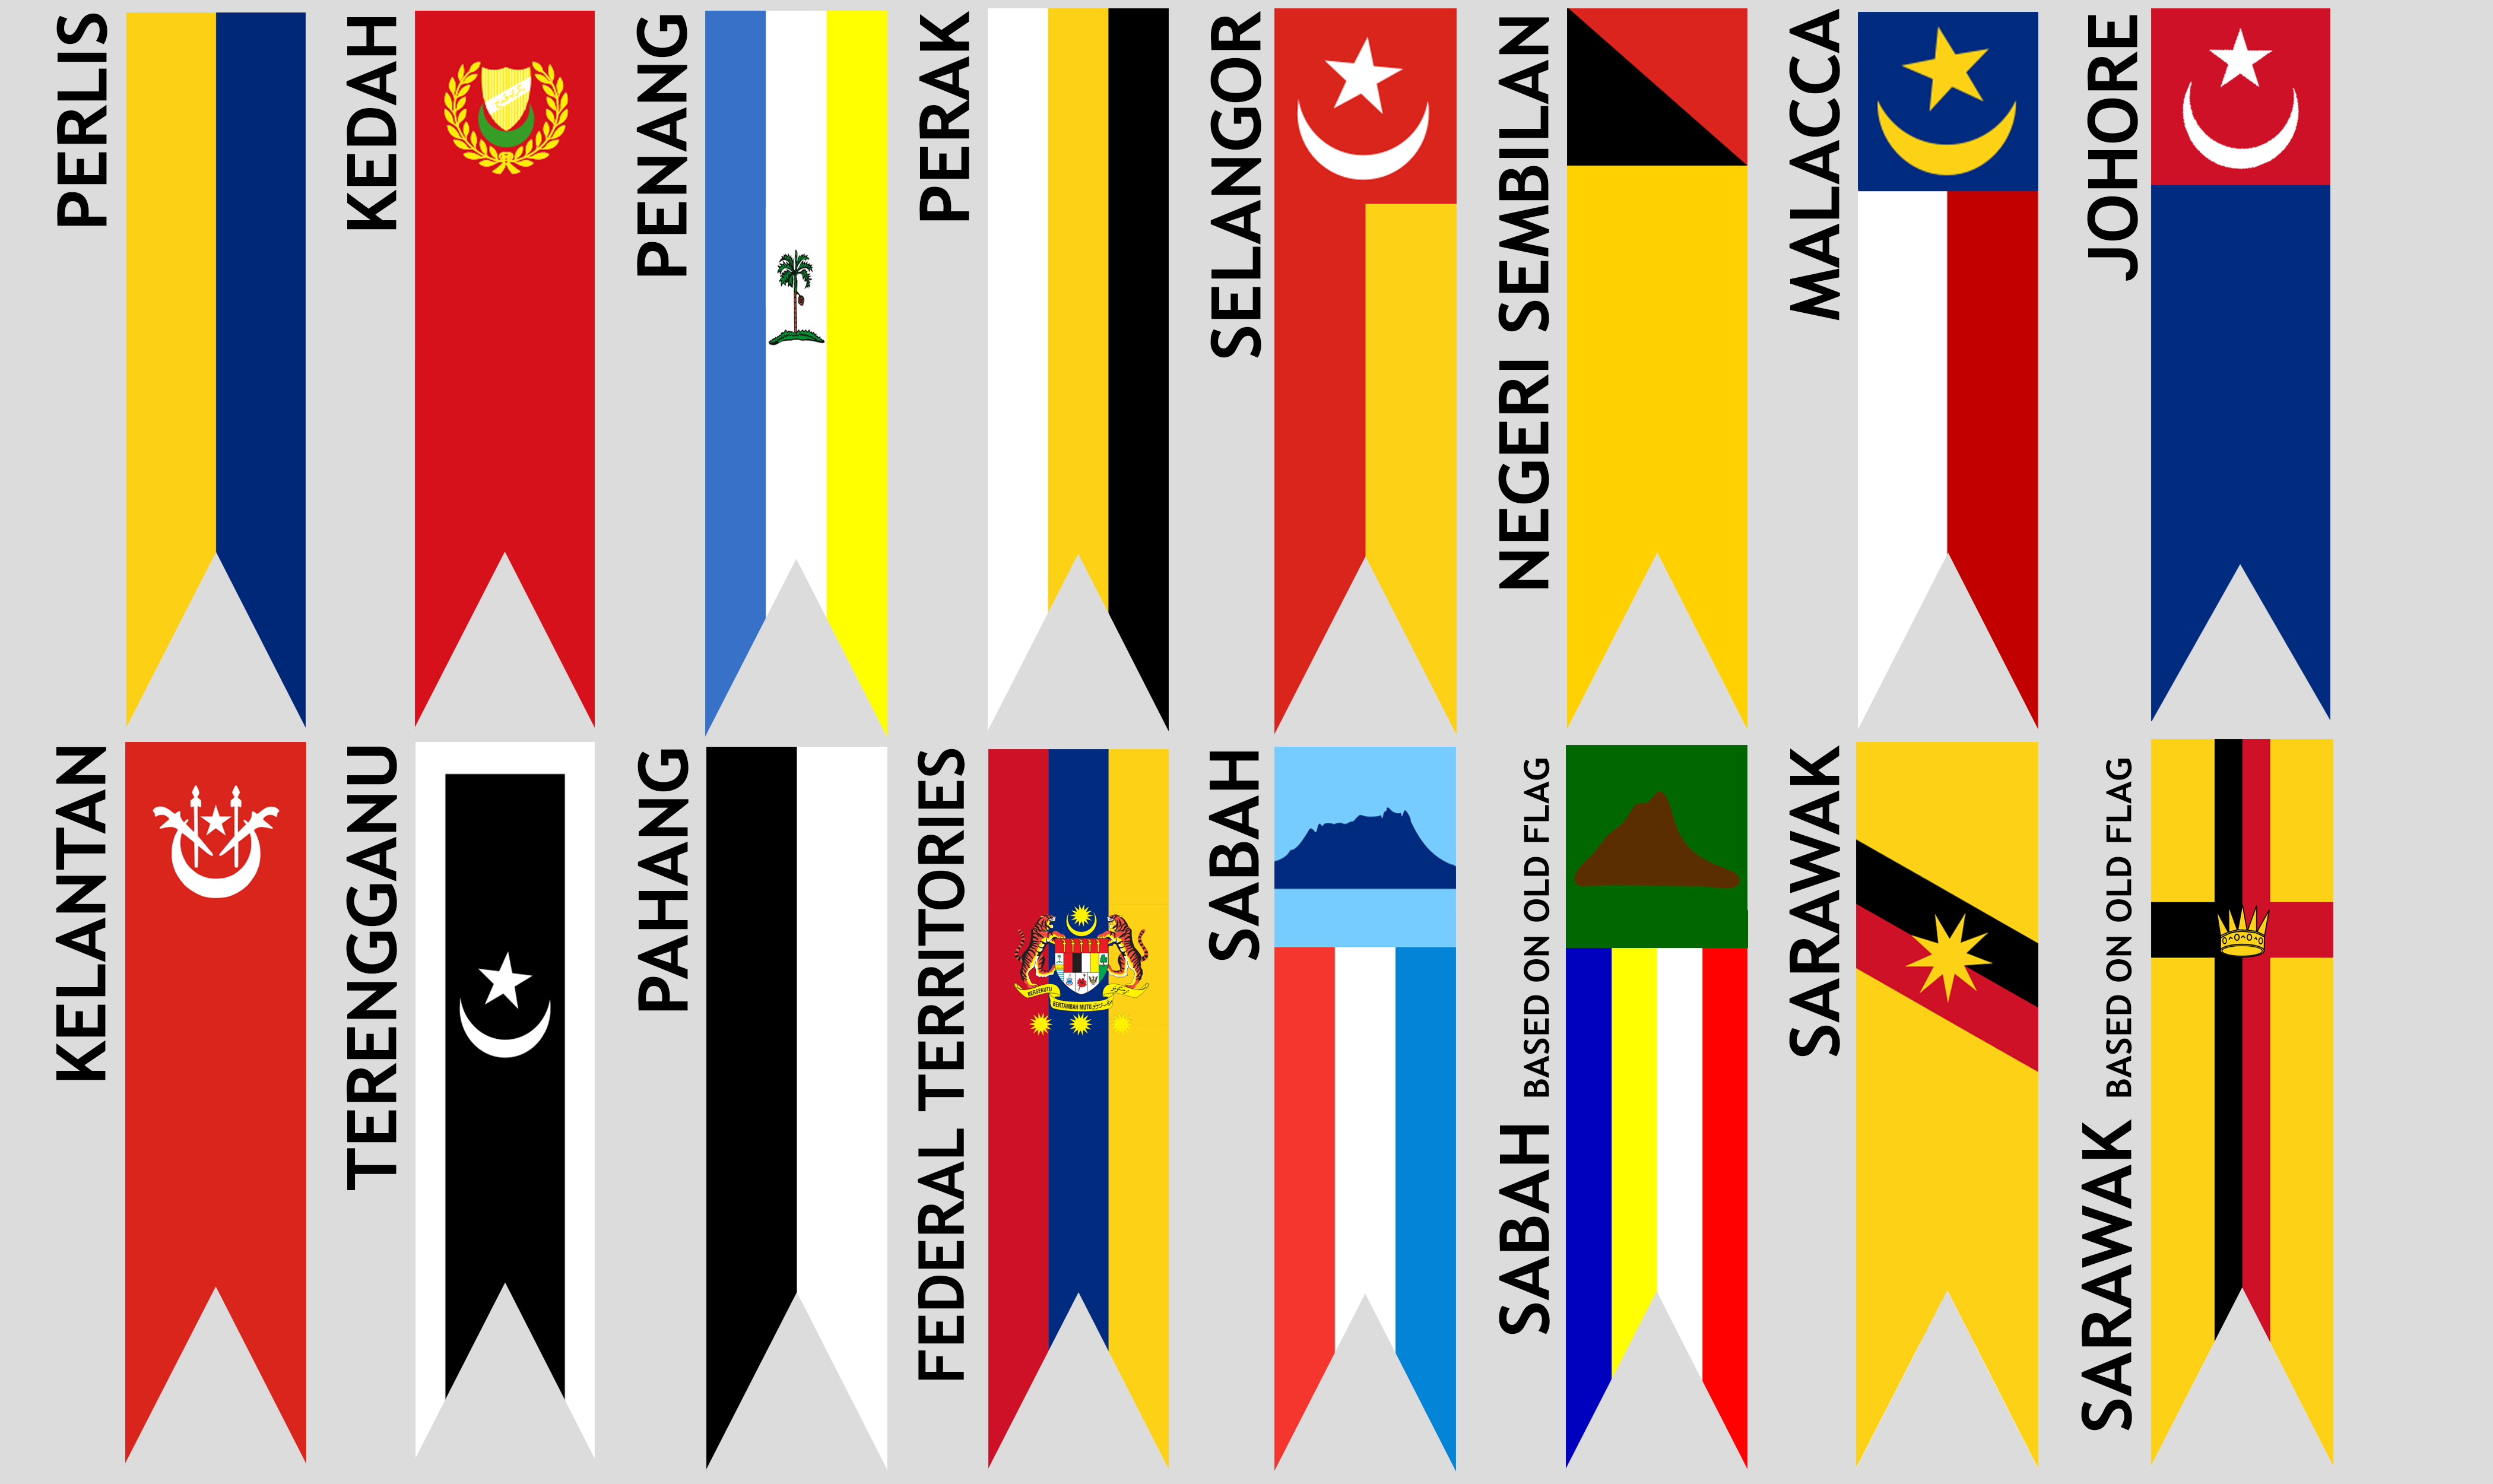 PERLIS
KEDAH
PENANG
PERAK
SELANGOR
NEGERI SEMBILAN
MALACCA
JOHORE
KELANTAN
TERENGGANU
PAHANG
FEDERAL TERRITORIES
BERSEKUTU
BERTAMBAH MUTU
SABAH
SABAH BASED ON OLD FLAG
SARAWAK
SARAWAK BASED ON OLD FLAG